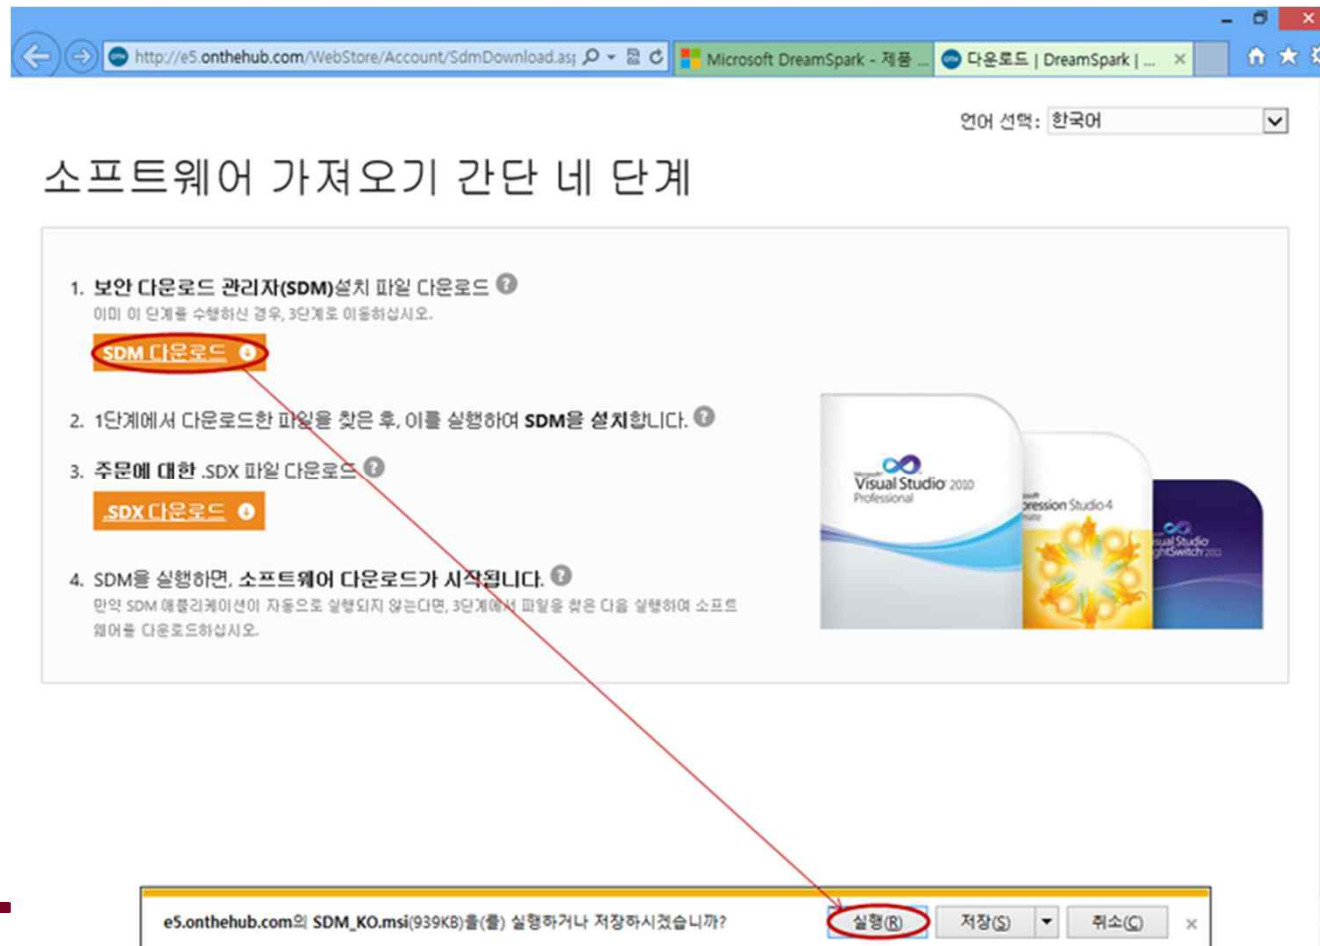 http://e5.onthehub.com/WebStore/Account/SdmDownload.asp
Microsoft DreamSpark - 제품 ...
다운로드 | DreamSpark | ...
언어 선택: 한국어
소프트웨어 가져오기 간단 네 단계
1. 보안 다운로드 관리자(SDM)설치 파일 다운로드
이미 이 단계를 수행하신 경우, 3단계로 이동하십시오.
SDM 다운로드
2. 1단계에서 다운로드한 파일을 찾은 후, 이를 실행하여 SDM을 설치합니다.
3. 주문에 대한 .SDX 파일 다운로드
.SDX 다운로드
4. SDM을 실행하면, 소프트웨어 다운로드가 시작됩니다.
만약 SDM 애플리케이션이 자동으로 실행되지 않는다면, 3단계에서 파일을 찾은 다음 실행하여 소프트
웨어를 다운로드하십시오.
Visual Studio 2010
Professional
pression Studio 4
sual Studio
ghtSwitch 2011
e5.onthehub.com의 SDM_KO.msi(939KB)을(를) 실행하거나 저장하시겠습니까?
실행(R)
저장(S)
취소(C)